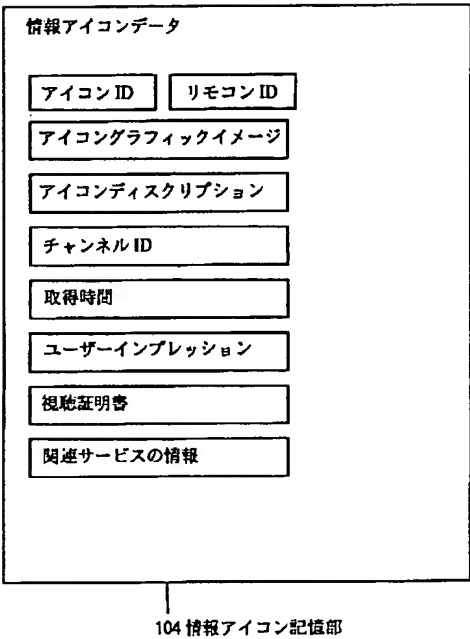 情報アイコンデータ
アイコンID リモコンID
アイコングラフィックイメージ
アイコンディスクリプション
チャンネルID
取得時間
ユーザーインプレッション
視聴証明書
関連サービスの情報
104 情報アイコン記憶部